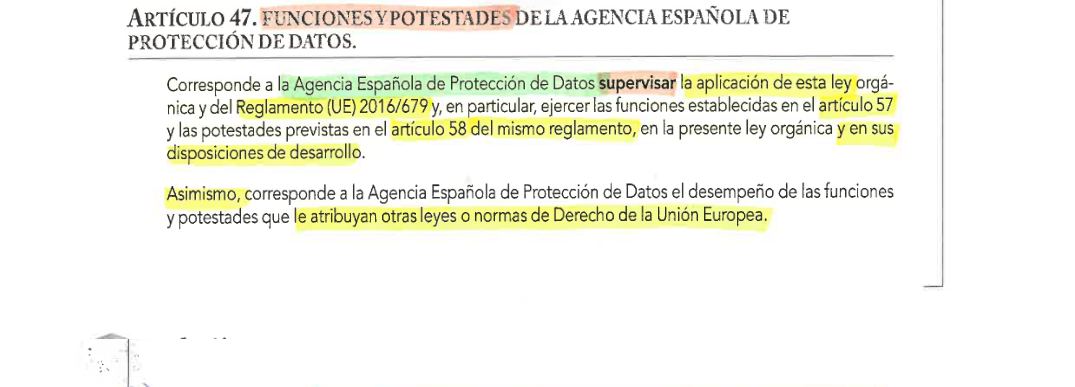 ARTÍCULO 47. FUNCIONES Y POTESTADES DE LA AGENCIA ESPAÑOLA DE
PROTECCIÓN DE DATOS.
Corresponde a la Agencia Española de Protección de Datos supervisar la aplicación de esta ley orgá-
nica y del Reglamento (UE) 2016/679 y, en particular, ejercer las funciones establecidas en el artículo 57
y las potestades previstas en el artículo 58 del mismo reglamento, en la presente ley orgánica y en sus
disposiciones de desarrollo.
Asimismo, corresponde a la Agencia Española de Protección de Datos el desempeño de las funciones
y potestades que le atribuyan otras leyes o normas de Derecho de la Unión Europea.